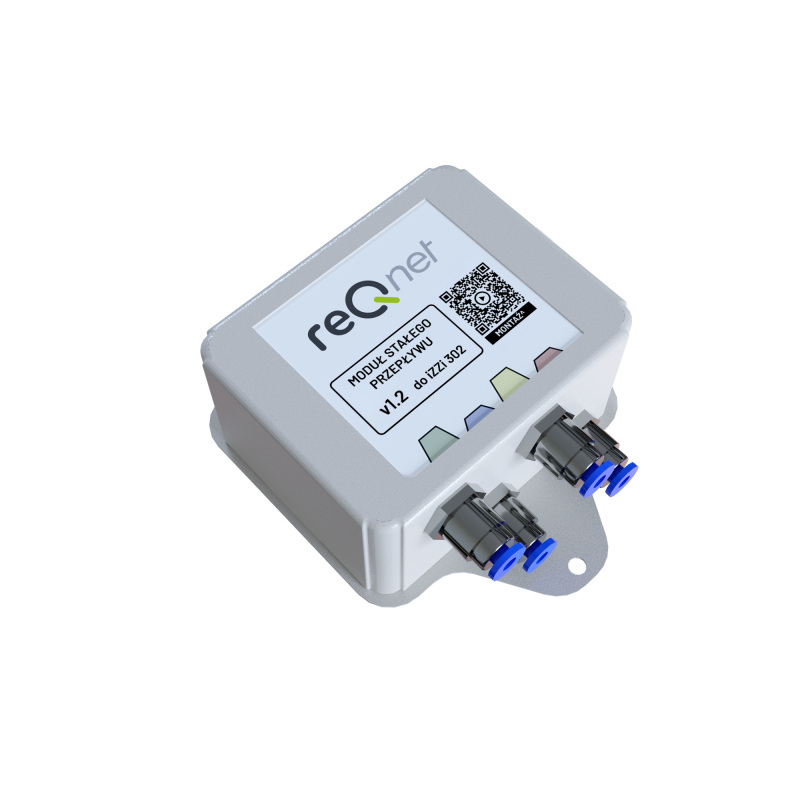 reQnet
MODUŁ STAŁEGO
PRZEPŁYWU
v1.2 do iZZi 302
MONTAŻ